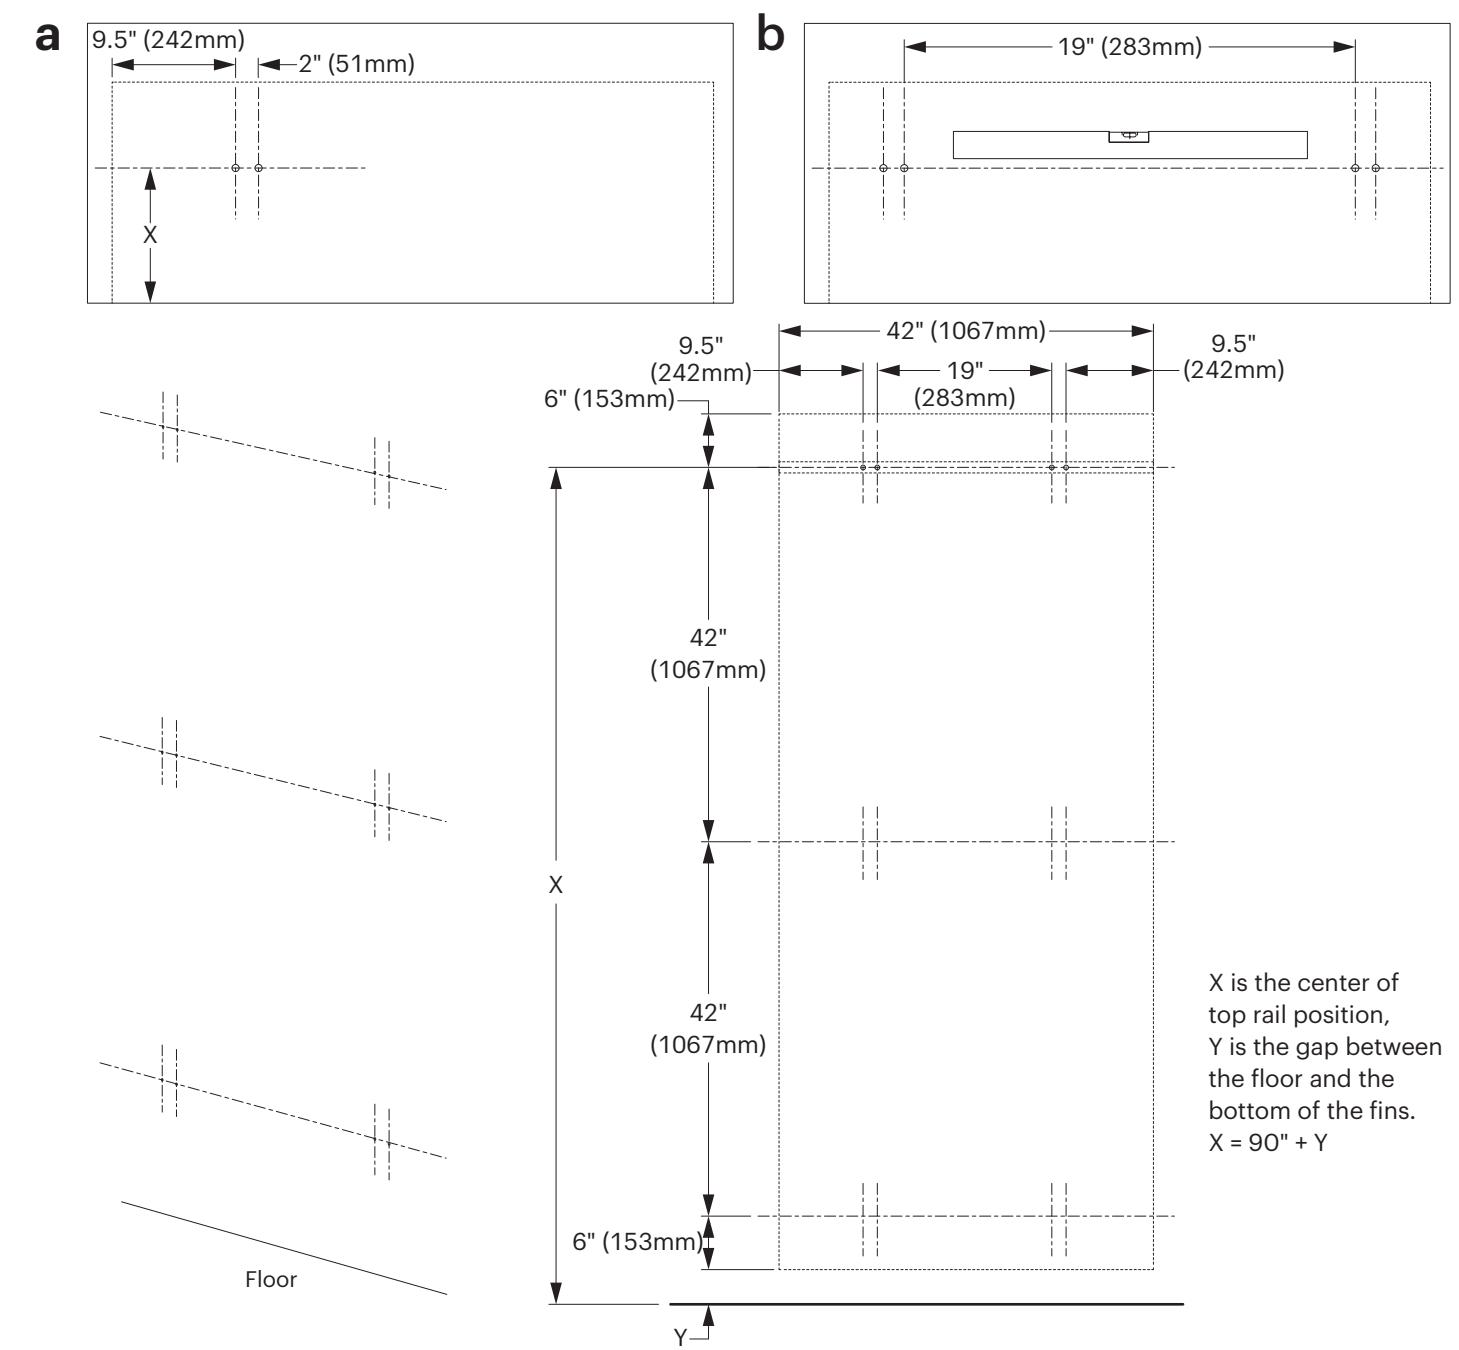 a
9.5" (242mm)
2" (51mm)
X
b
19" (283mm)
42" (1067mm)
9.5"
(242mm)
19"
(283mm)
9.5"
(242mm)
6" (153mm)
42"
(1067mm)
X
42"
(1067mm)
6" (153mm)
Y
Floor
X is the center of
top rail position,
Y is the gap between
the floor and the
bottom of the fins.
X = 90" + Y